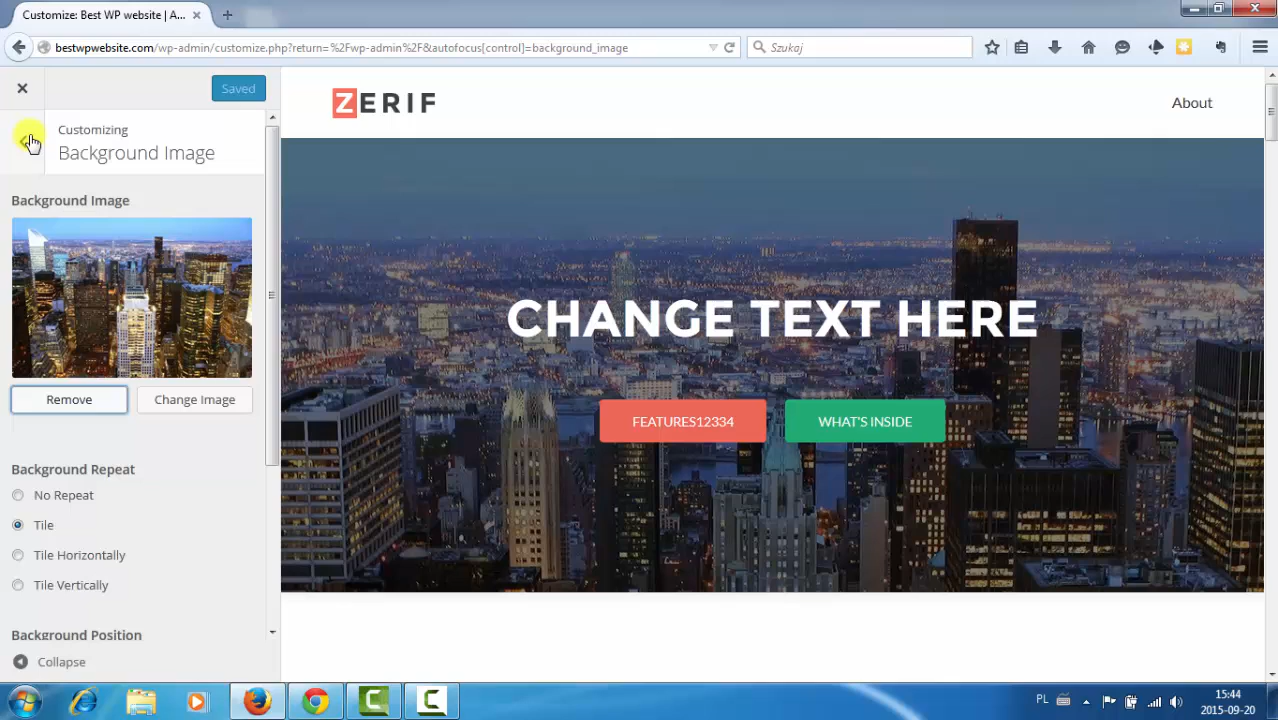 Customize: Best WP website | A...
bestwpwebsite.com/wp-admin/customize.php?return=%2Fwp-admin%2F&autofocus[control]=background_image
Szukaj
Saved
Customizing
Background Image
Background Image
Remove
Change Image
Background Repeat
No Repeat
Tile
Tile Horizontally
Tile Vertically
Background Position
Collapse
ZERIF
About
CHANGE TEXT HERE
FEATURES12334
WHAT'S INSIDE
PL
15:44
2015-09-20